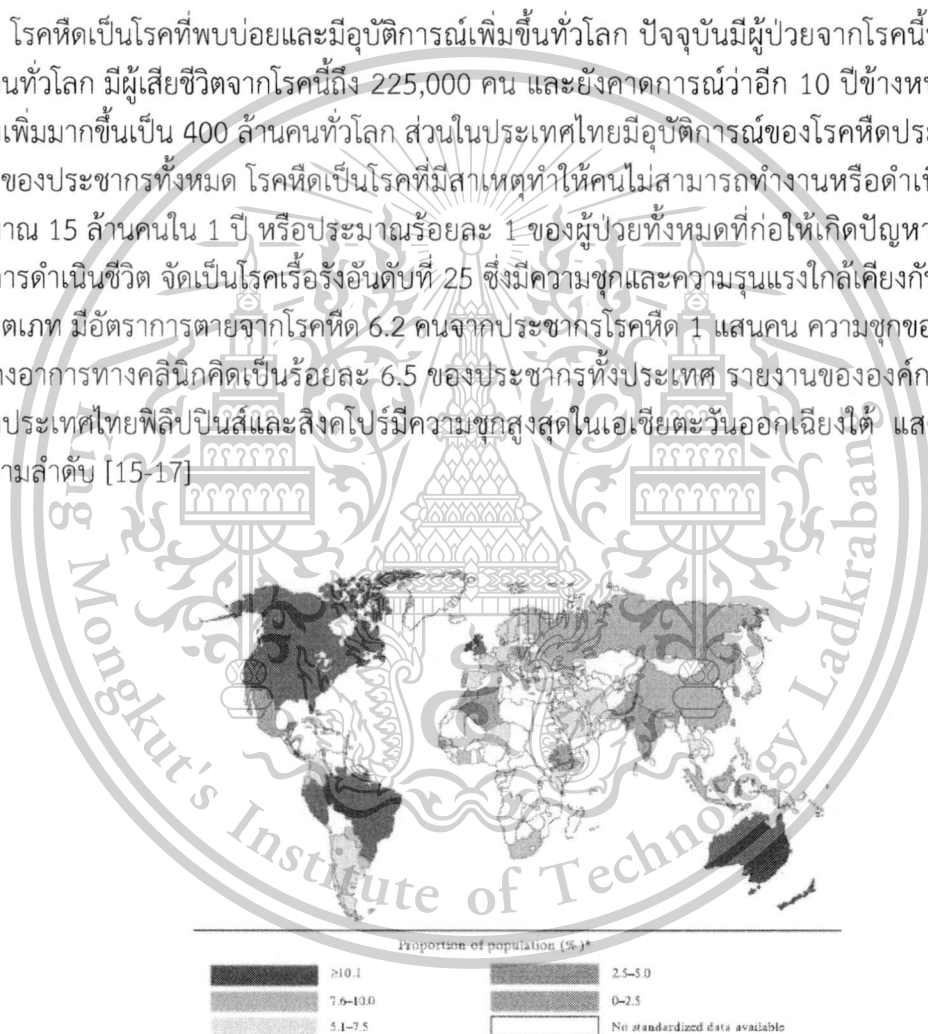 โรคหืดเป็นโรคที่พบบ่อยและมีอุบัติการณ์เพิ่มขึ้นทั่วโลก ปัจจุบันมีผู้ป่วยจากโรคนี้
นทั่วโลก มีผู้เสียชีวิตจากโรคนี้ถึง 225,000 คน และยังคาดการณ์ว่าอีก 10 ปีข้างห
เพิ่มมากขึ้นเป็น 400 ล้านคนทั่วโลก ส่วนในประเทศไทยมีอุบัติการณ์ของโรคหืดประ
ของประชากรทั้งหมด โรคหืดเป็นโรคที่มีสาเหตุทำให้คนไม่สามารถทำงานหรือดำเนิ
าณ 15 ล้านคนใน 1 ปี หรือประมาณร้อยละ 1 ของผู้ป่วยทั้งหมดที่ก่อให้เกิดปัญหา
การดำเนินชีวิต จัดเป็นโรคเรื้อรังอันดับที่ 25 ซึ่งมีความชุกและความรุนแรงใกล้เคียงกั
ตเภท มีอัตราการตายจากโรคหืด 6.2 คนจากประชากรโรคหืด 1 แสนคน ความชุกขอ
งอาการทางคลินิกคิดเป็นร้อยละ 6.5 ของประชากรทั้งประเทศ รายงานขององค์ก
ประเทศไทยฟิลิปปินส์และสิงคโปร์มีความชุกสูงสุดในเอเชียตะวันออกเฉียงใต้ แส
ามลำดับ [15-17]
King Mongkut's Institute of Technology Ladkrabang
Proportion of population (%)*
≥10.1
2.5–5.0
7.6–10.0
0–2.5
5.1–7.5
No standardized data available